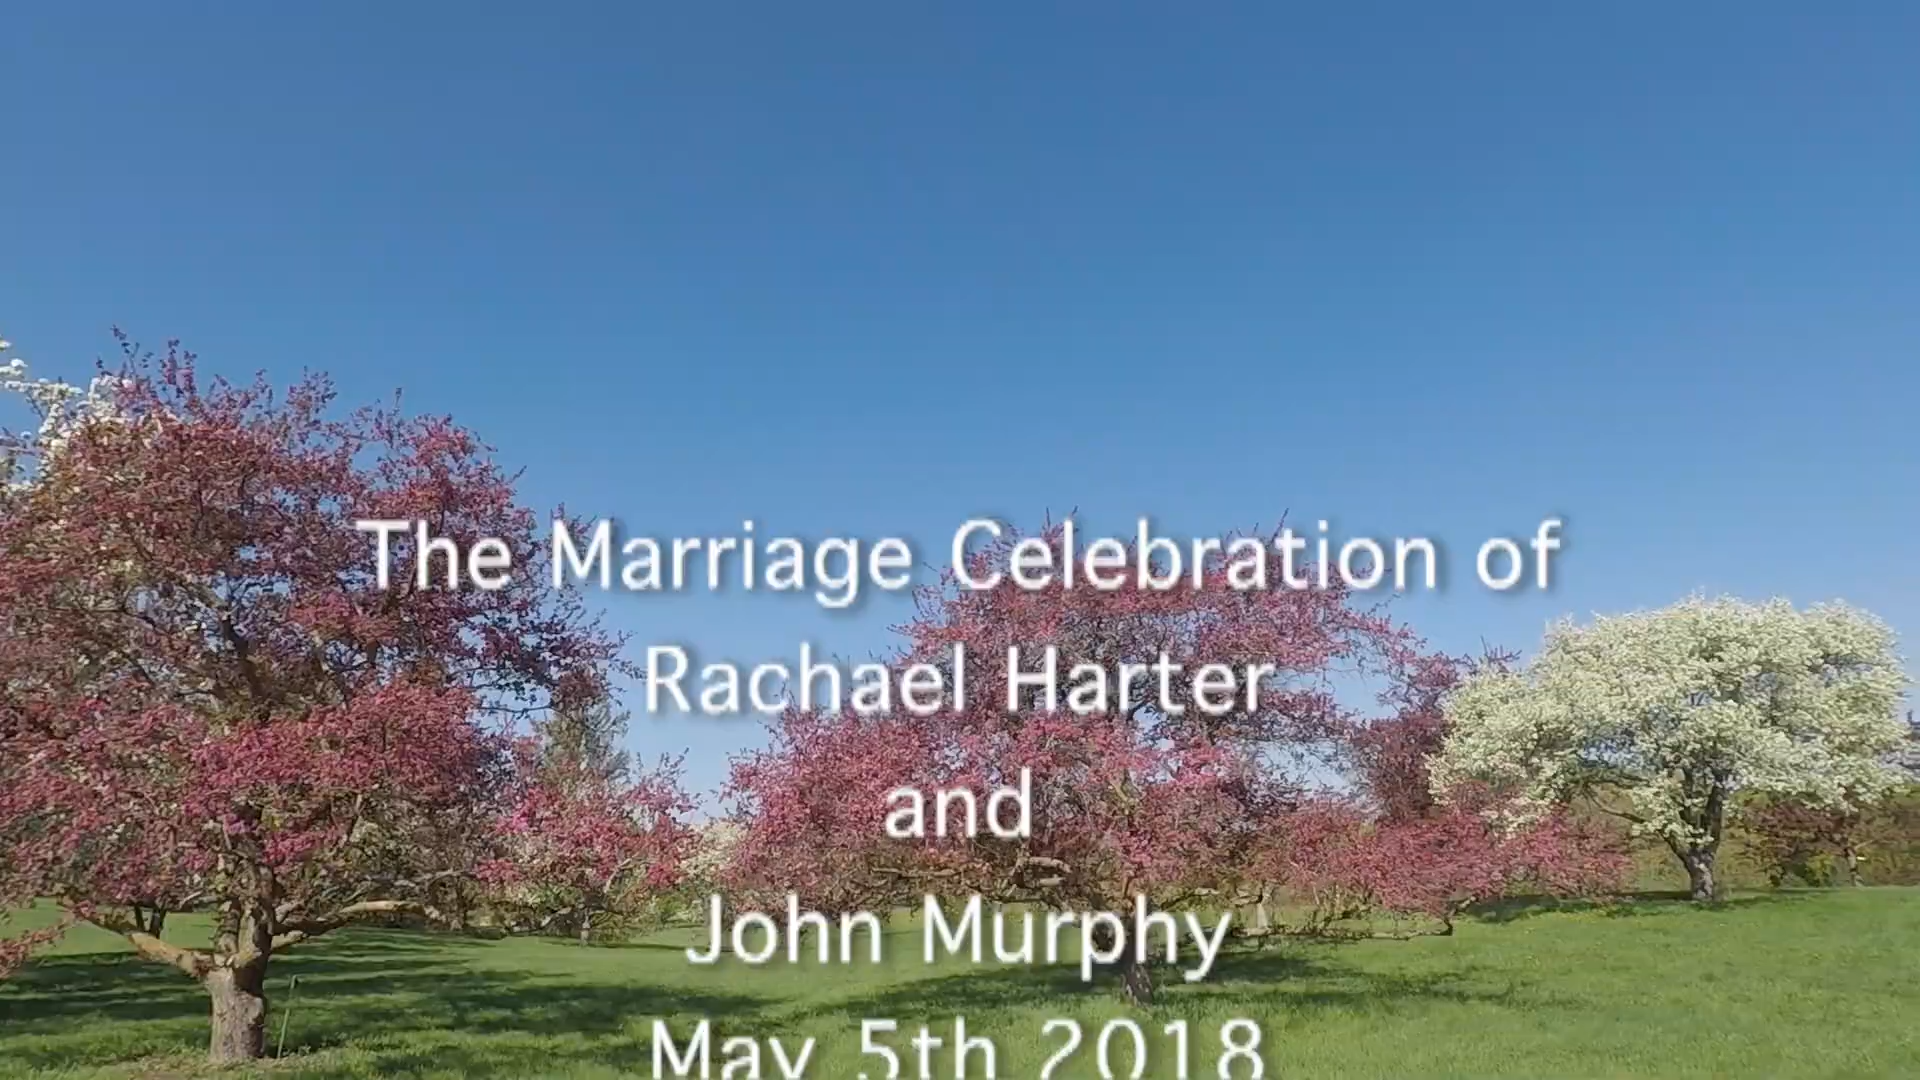 The Marriage Celebration of
Rachael Harter
and
John Murphy
May 5th 2018